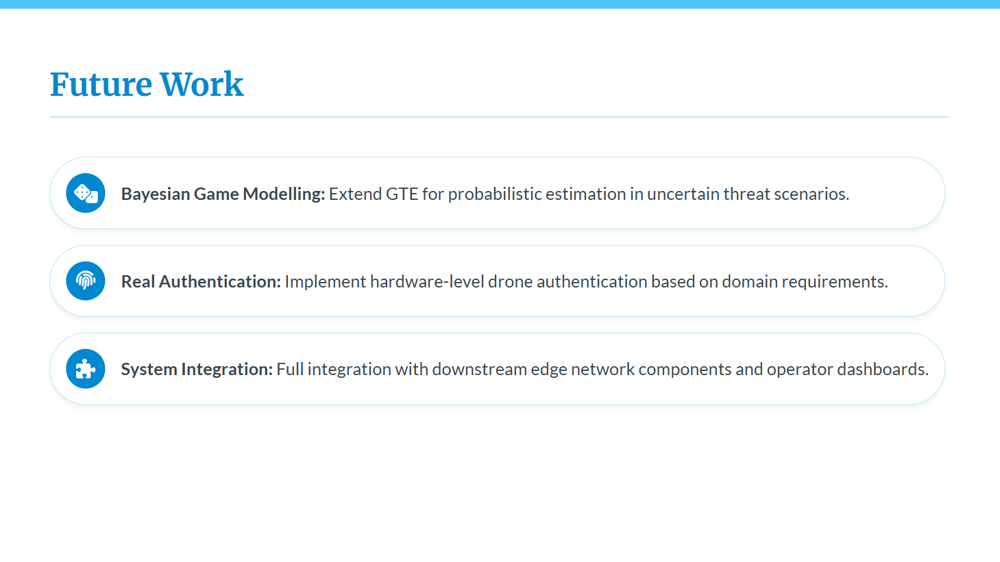 Future Work
Bayesian Game Modelling: Extend GTE for probabilistic estimation in uncertain threat scenarios.
Real Authentication: Implement hardware-level drone authentication based on domain requirements.
System Integration: Full integration with downstream edge network components and operator dashboards.